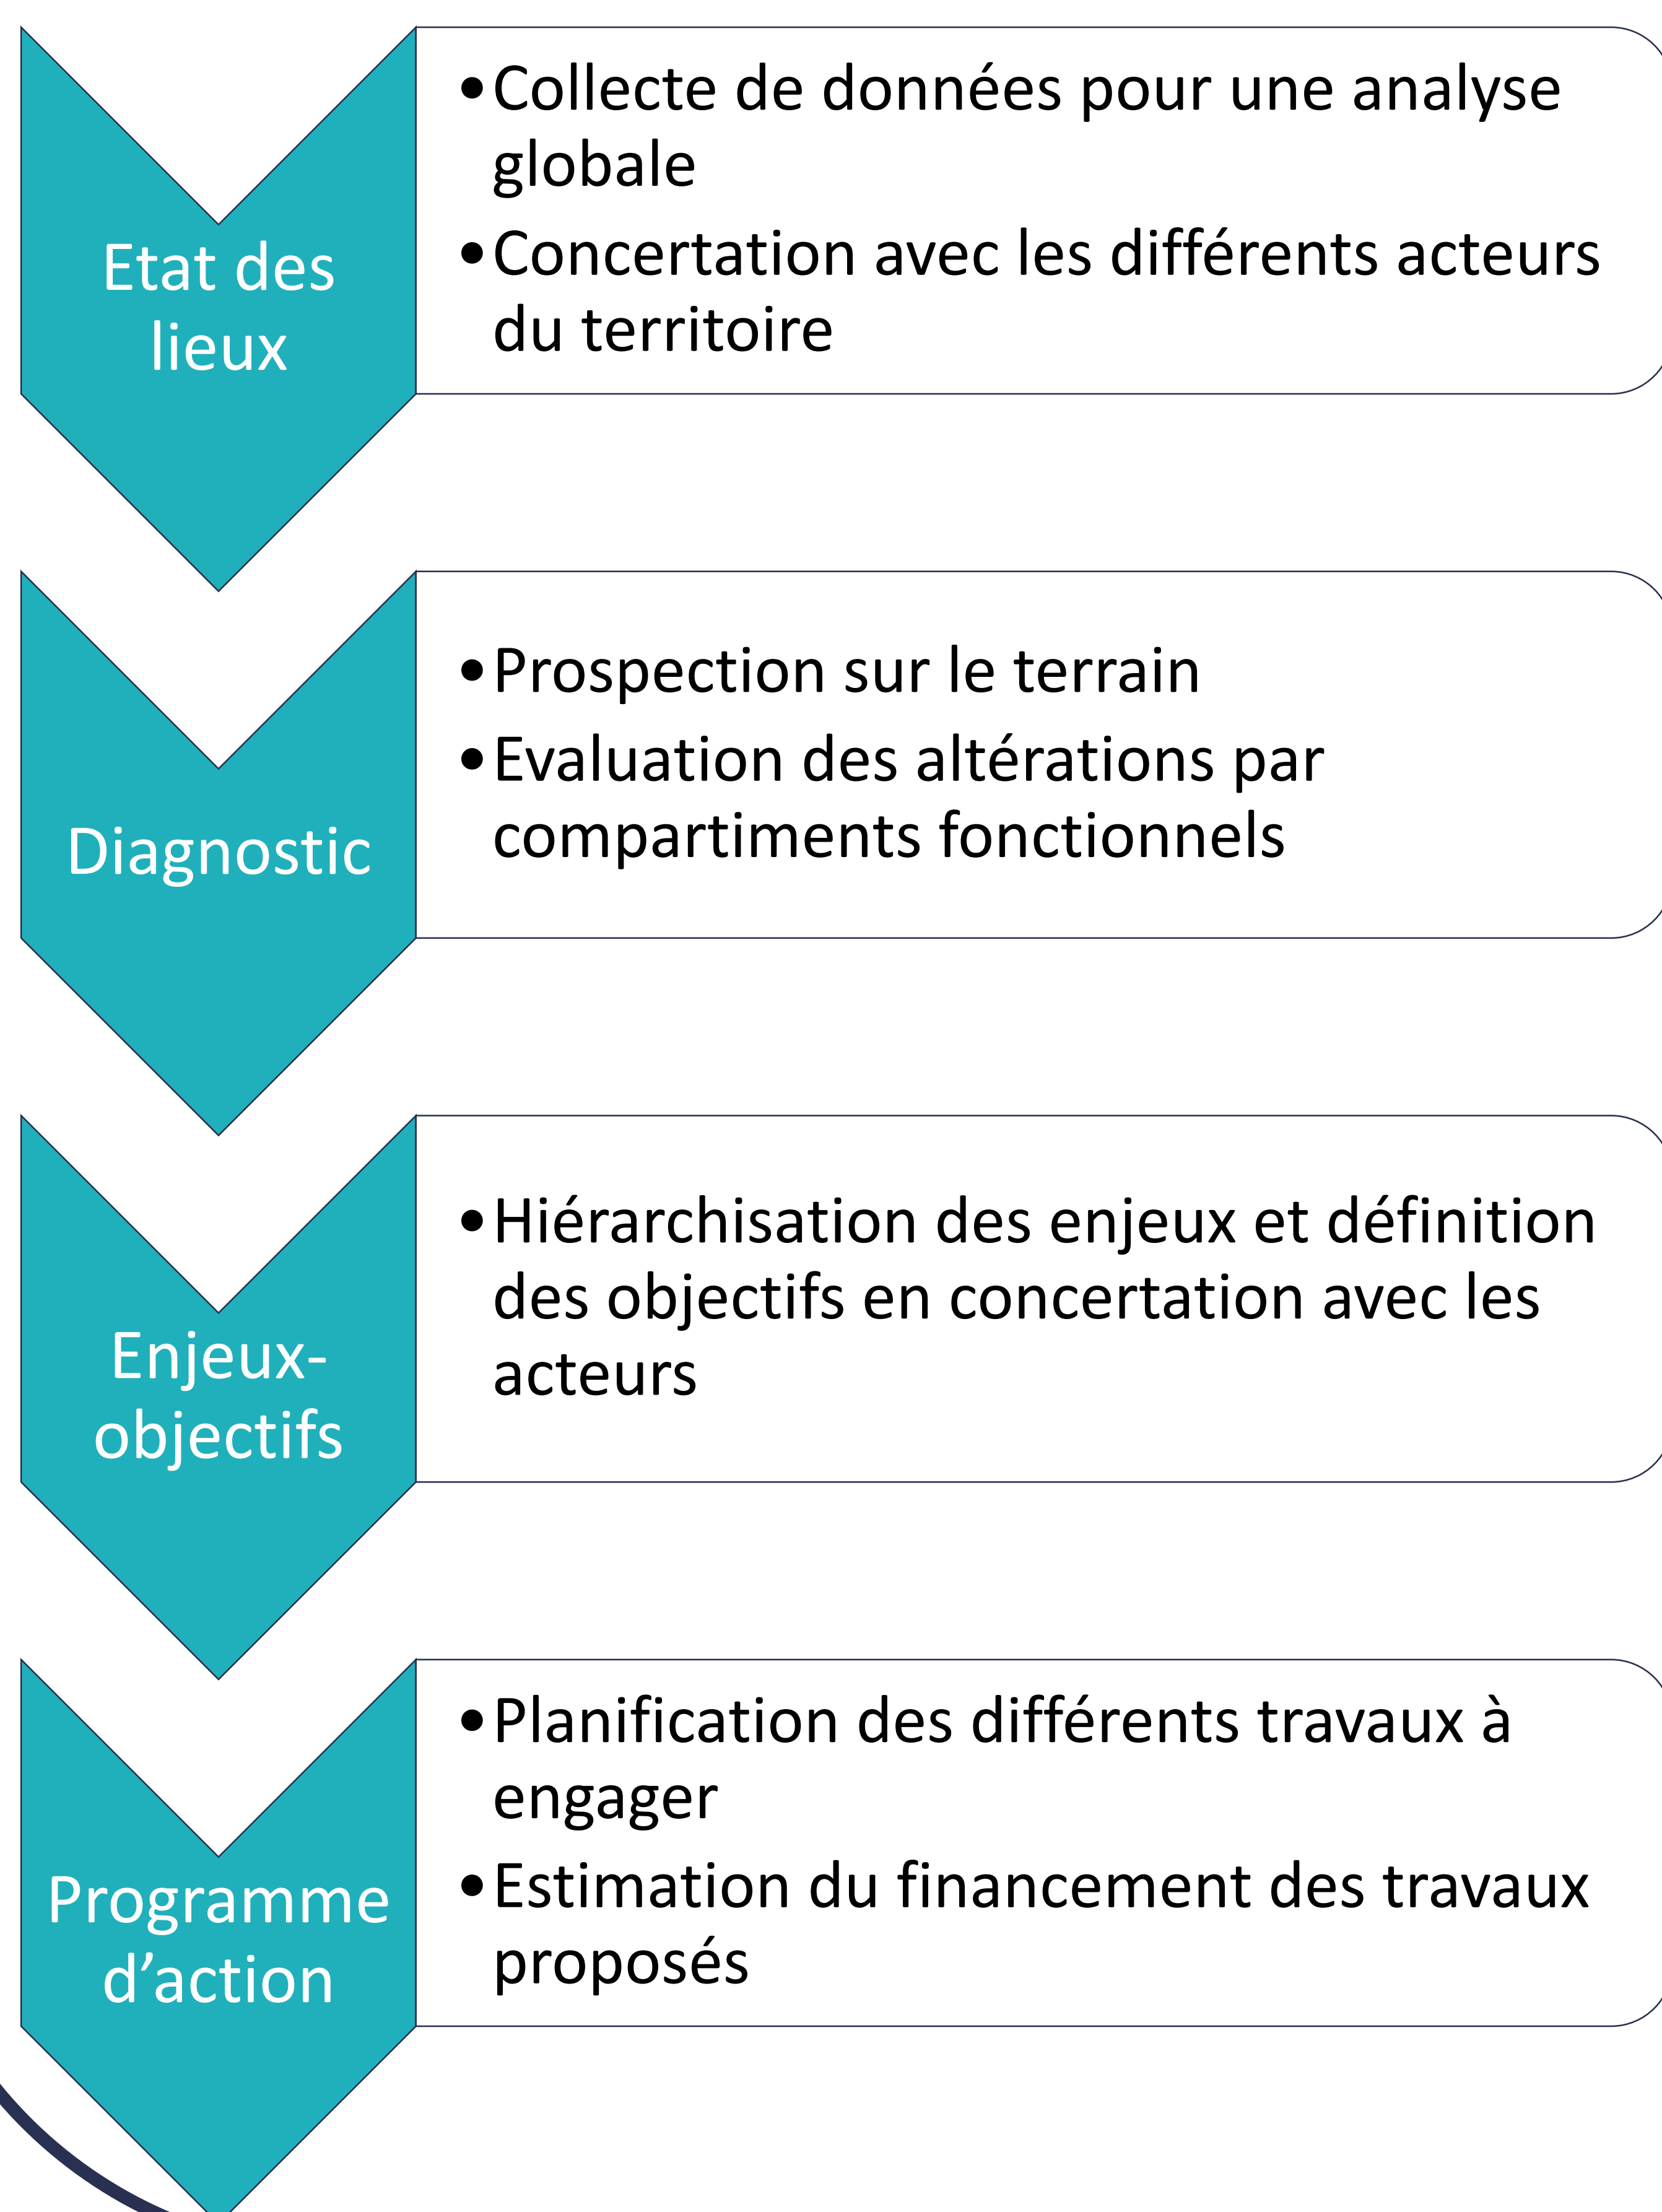 Etat des
lieux
•Collecte de données pour une analyse
globale
•Concertation avec les différents acteurs
du territoire
Diagnostic
•Prospection sur le terrain
•Evaluation des altérations par
compartiments fonctionnels
Enjeux-
objectifs
•Hiérarchisation des enjeux et définition
des objectifs en concertation avec les
acteurs
Programme
d’action
•Planification des différents travaux à
engager
•Estimation du financement des travaux
proposés